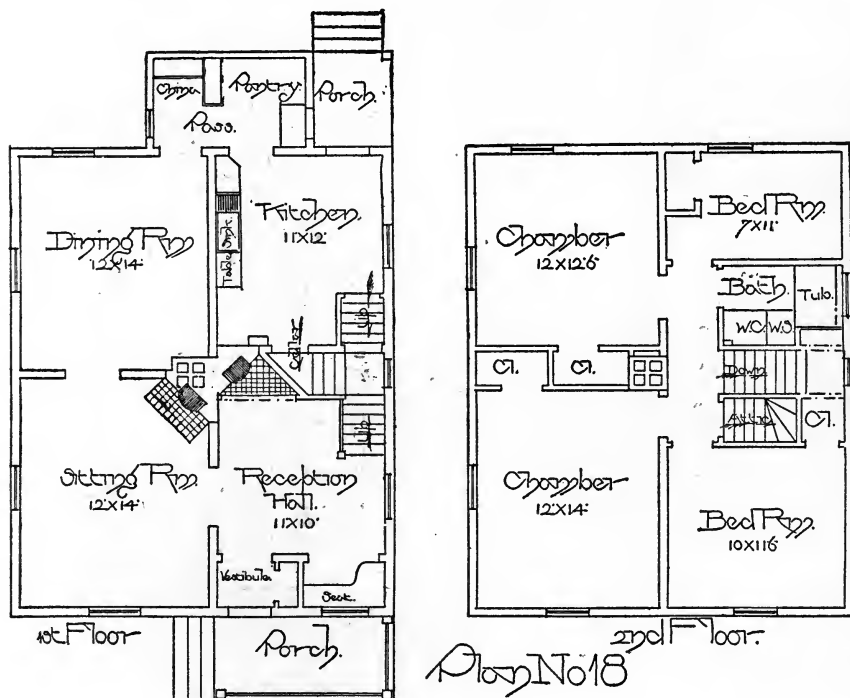 China
Pantry.
Porch.
Pass.
Dining Rm
12X14
Kitchen.
11X12
Sink.
Table
Up
Cellar
Up
Sitting Rm
12X14
Reception
Hall.
11X10
Vestibule
Seat.
1st Floor
Porch.
Chamber
12X12'6
Bed Rm.
7X11
Bath.
Tub.
W.C.
W.S.
Cl.
Cl.
Down
Attic
Cl.
Chamber
12X14
Bed Rm.
10X116
2nd Floor.
Plan No 18